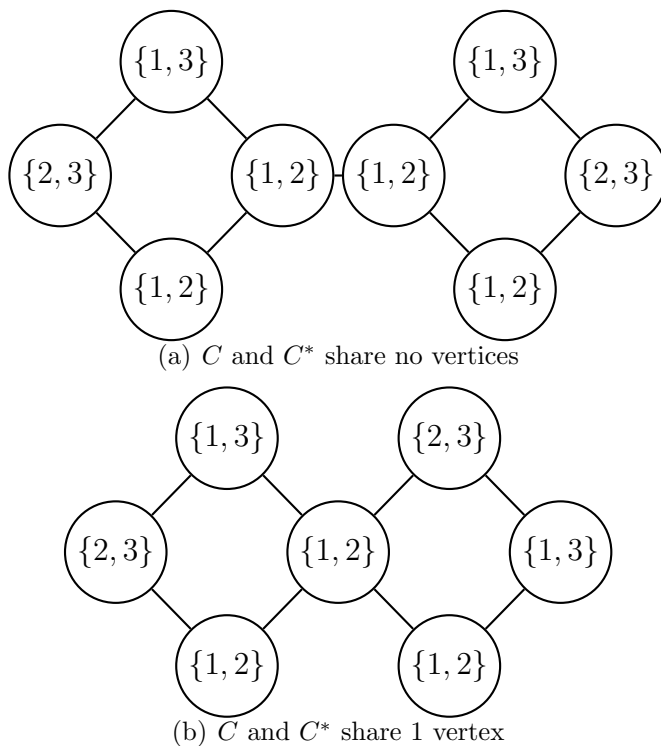 {1, 3} {1, 3}
{2, 3} {1, 2} {1, 2} {2, 3}
{1, 2} {1, 2}
(a) C and C* share no vertices
{1, 3} {2, 3}
{2, 3} {1, 2} {1, 3}
{1, 2} {1, 2}
(b) C and C* share 1 vertex